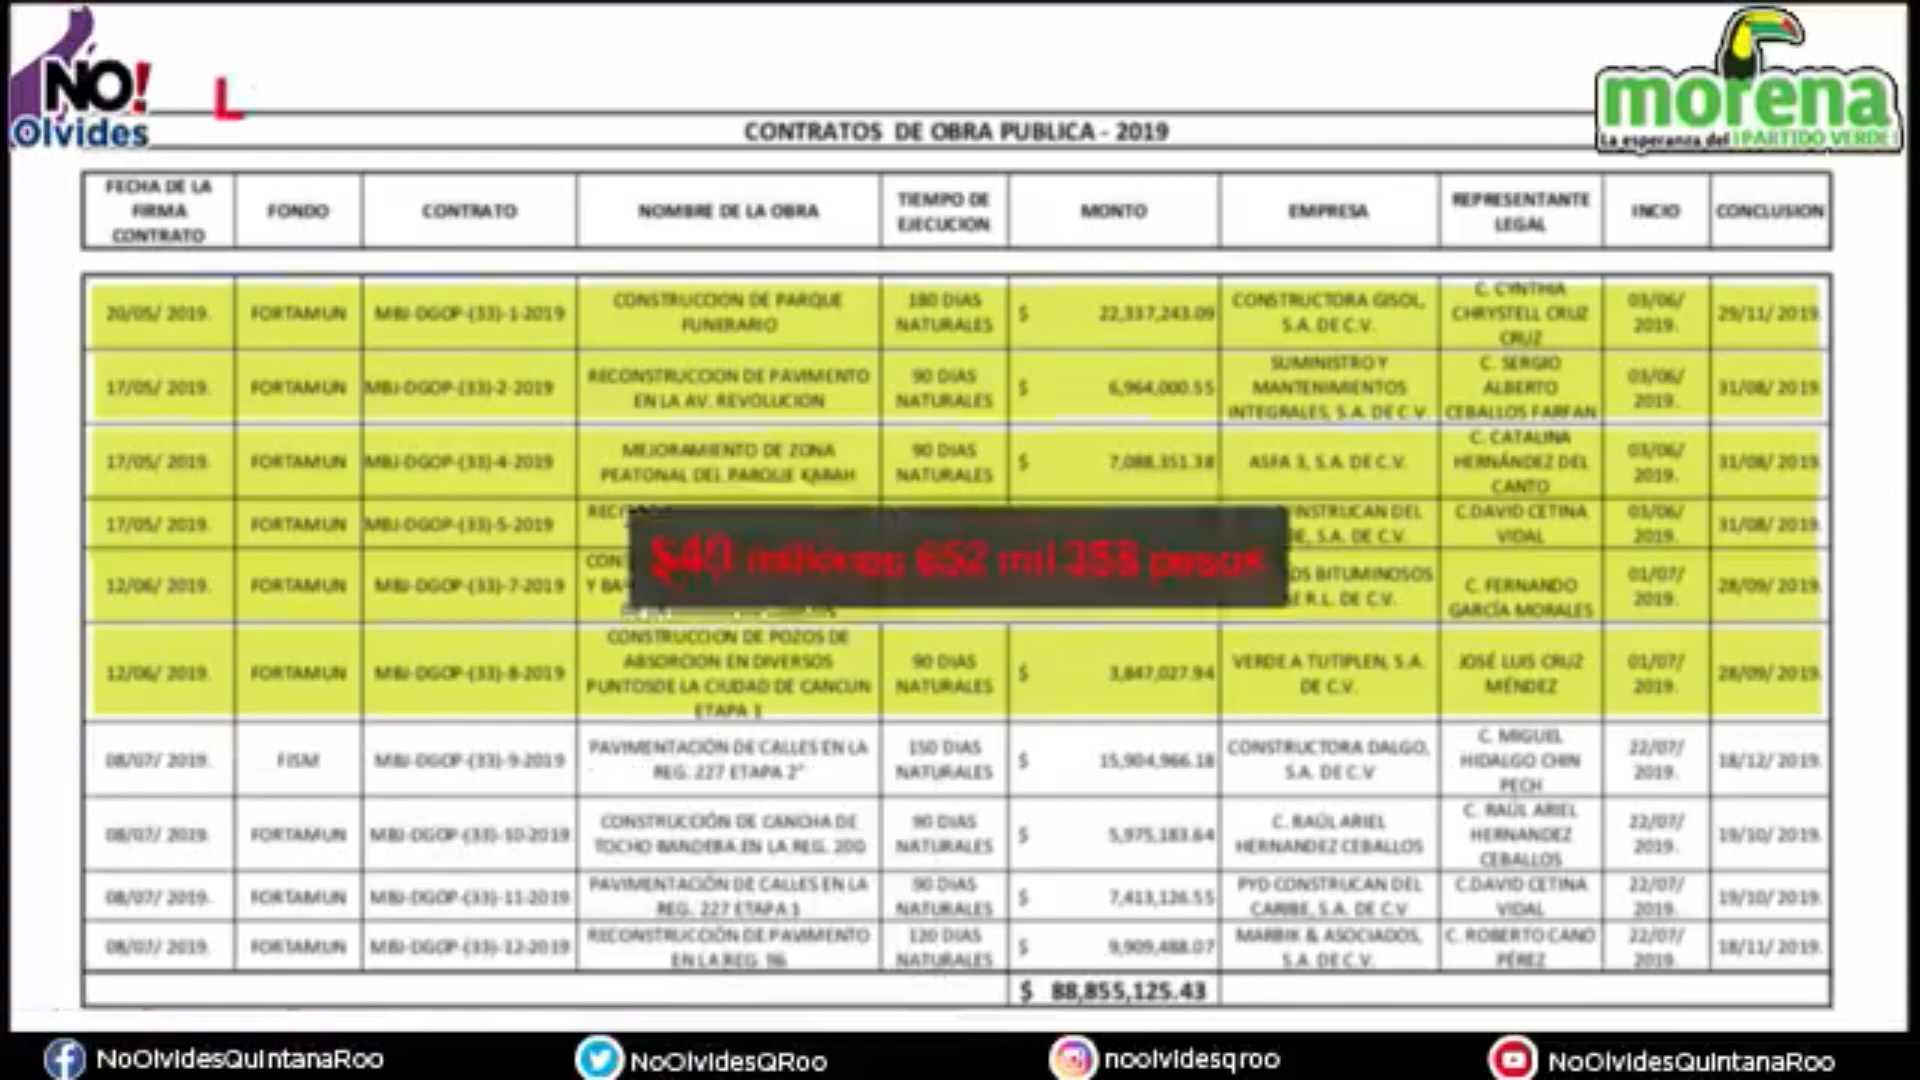 NO!
Olvides
L
morena
La esperanza del ¡PARTIDO VERDE!
CONTRATOS DE OBRA PUBLICA - 2019
FECHA DE LA FIRMA CONTRATO FONDO CONTRATO NOMBRE DE LA OBRA TIEMPO DE EJECUCION MONTO EMPRESA REPRESENTANTE LEGAL INCIO CONCLUSION
20/05/ 2019. FORTAMUN MBJ-DGOP-(33)-1-2019 CONSTRUCCION DE PARQUE FUNERARIO 180 DIAS NATURALES $ 22,337,243.09 CONSTRUCTORA GISOL, S.A. DE C.V. C. CYNTHIA CHRYSTELL CRUZ CRUZ 03/06/ 2019. 29/11/ 2019.
17/05/ 2019. FORTAMUN MBJ-DGOP-(33)-2-2019 RECONSTRUCCION DE PAVIMENTO EN LA AV. REVOLUCION 90 DIAS NATURALES $ 6,964,000.55 SUMINISTRO Y MANTENIMIENTOS INTEGRALES, S.A. DE C.V. C. SERGIO ALBERTO CEBALLOS FARFAN 03/06/ 2019. 31/08/ 2019.
17/05/ 2019. FORTAMUN MBJ-DGOP-(33)-4-2019 MEJORAMIENTO DE ZONA PEATONAL DEL PARQUE KABAH 90 DIAS NATURALES $ 7,088,351.38 ASFA 3, S.A. DE C.V. C. CATALINA HERNÁNDEZ DEL CANTO 03/06/ 2019. 31/08/ 2019.
17/05/ 2019. FORTAMUN MBJ-DGOP-(33)-5-2019 DEL S.A. DE C.V. C.DAVID CETINA VIDAL 03/06/ 2019. 31/08/ 2019.
$49 millones 652 mil 358 pesos
12/06/ 2019. FORTAMUN MBJ-DGOP-(33)-7-2019 Y BITUMINOSOS R.L. DE C.V. C. FERNANDO GARCÍA MORALES 01/07/ 2019. 28/09/ 2019.
12/06/ 2019. FORTAMUN MBJ-DGOP-(33)-8-2019 CONSTRUCCION DE POZOS DE ABSORCION EN DIVERSOS PUNTOSDE LA CIUDAD DE CANCUN ETAPA 1 90 DIAS NATURALES $ 3,847,027.94 VERDE A TUTIPLEN, S.A. DE C.V. JOSÉ LUIS CRUZ MÉNDEZ 01/07/ 2019. 28/09/ 2019.
08/07/ 2019. FISM MBJ-DGOP-(33)-9-2019 PAVIMENTACIÓN DE CALLES EN LA REG. 227 ETAPA 2" 150 DIAS NATURALES $ 15,904,966.18 CONSTRUCTORA DALGO, S.A. DE C.V C. MIGUEL HIDALGO CHIN PECH 22/07/ 2019. 18/12/ 2019.
08/07/ 2019. FORTAMUN MBJ-DGOP-(33)-10-2019 CONSTRUCCIÓN DE CANCHA DE TOCHO BANDERA EN LA REG. 200 90 DIAS NATURALES $ 5,975,183.64 C. RAÚL ARIEL HERNANDEZ CEBALLOS C. RAÚL ARIEL HERNANDEZ CEBALLOS 22/07/ 2019. 19/10/ 2019.
08/07/ 2019. FORTAMUN MBJ-DGOP-(33)-11-2019 PAVIMENTACIÓN DE CALLES EN LA REG. 227 ETAPA 1 90 DIAS NATURALES $ 7,413,126.55 PYD CONSTRUCAN DEL CARIBE, S.A. DE C.V C.DAVID CETINA VIDAL 22/07/ 2019. 19/10/ 2019.
08/07/ 2019. FORTAMUN MBJ-DGOP-(33)-12-2019 RECONSTRUCCIÓN DE PAVIMENTO EN LA REG. 96 120 DIAS NATURALES $ 9,909,488.07 MARBIK & ASOCIADOS, S.A. DE C.V. C. ROBERTO CANO PÉREZ 22/07/ 2019. 18/11/ 2019.
$ 88,855,125.43
NoOlvidesQuintanaRoo NoOlvidesQRoo noolvidesqroo NoOlvidesQuintanaRoo